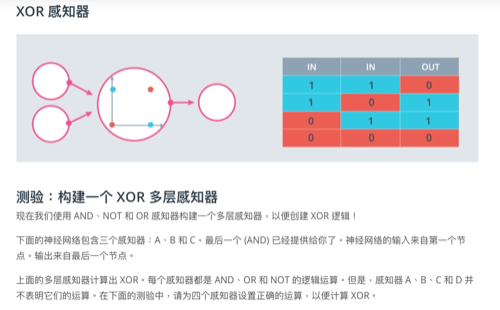 XOR 感知器
IN IN OUT
1 1 0
1 0 1
0 1 1
0 0 0
测验：构建一个 XOR 多层感知器
现在我们使用 AND、NOT 和 OR 感知器构建一个多层感知器，以便创建 XOR 逻辑！
下面的神经网络包含三个感知器：A、B 和 C。最后一个 (AND) 已经提供给你了。神经网络的输入来自第一个节
点。输出来自最后一个节点。
上面的多层感知器计算出 XOR。每个感知器都是 AND、OR 和 NOT 的逻辑运算。但是，感知器 A、B、C 和 D 并
不表明它们的运算。在下面的测验中，请为四个感知器设置正确的运算，以便计算 XOR。